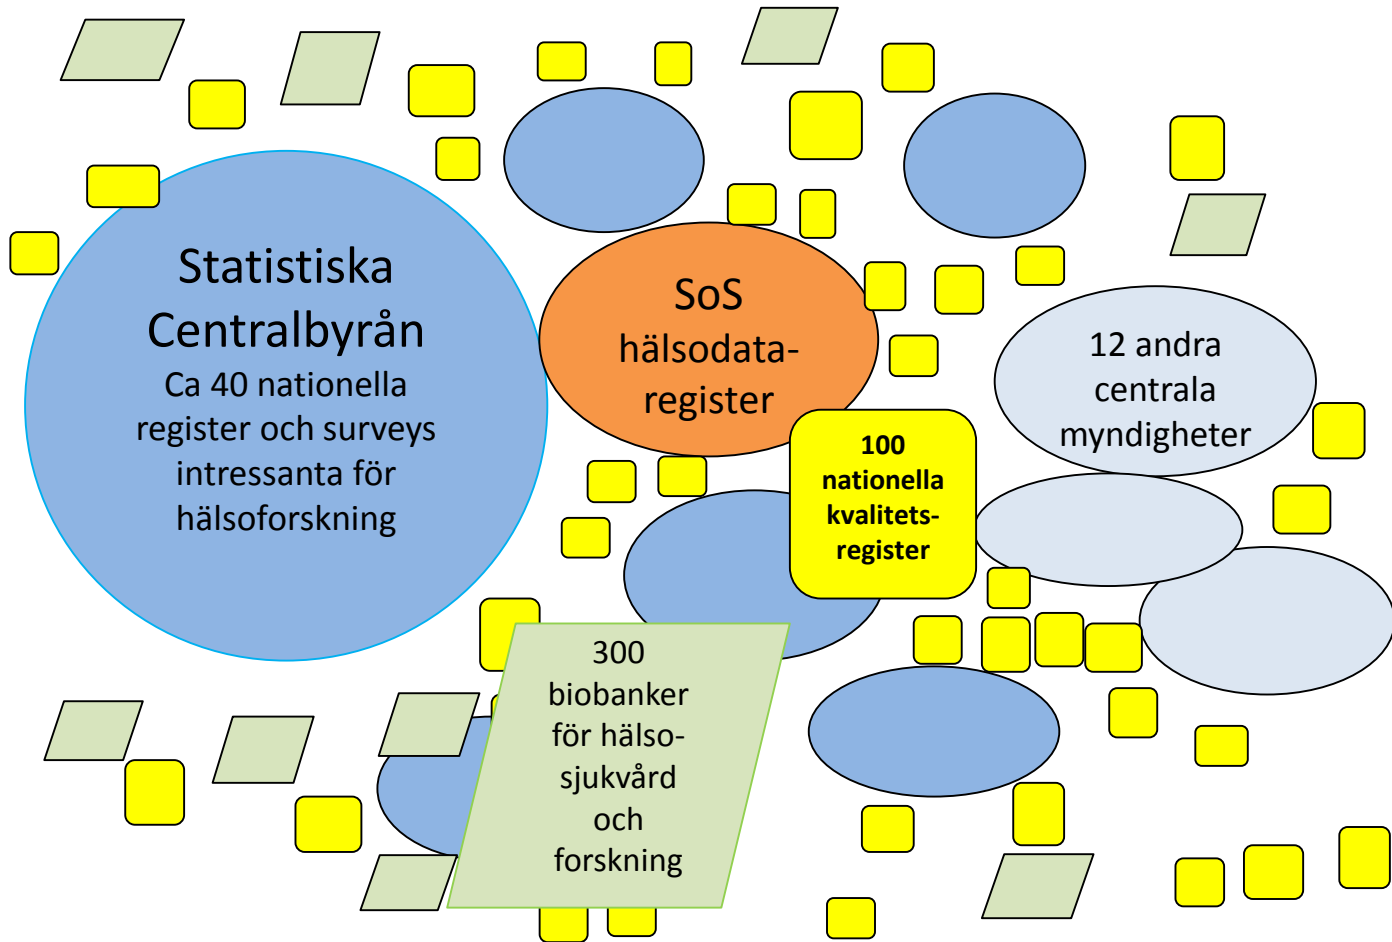 Statistiska
Centralbyrån
Ca 40 nationella
register och surveys
intressanta för
hälsoforskning
SoS
hälsodata-
register
12 andra
centrala
myndigheter
100
nationella
kvalitets-
register
300
biobanker
för hälso-
sjukvård
och
forskning